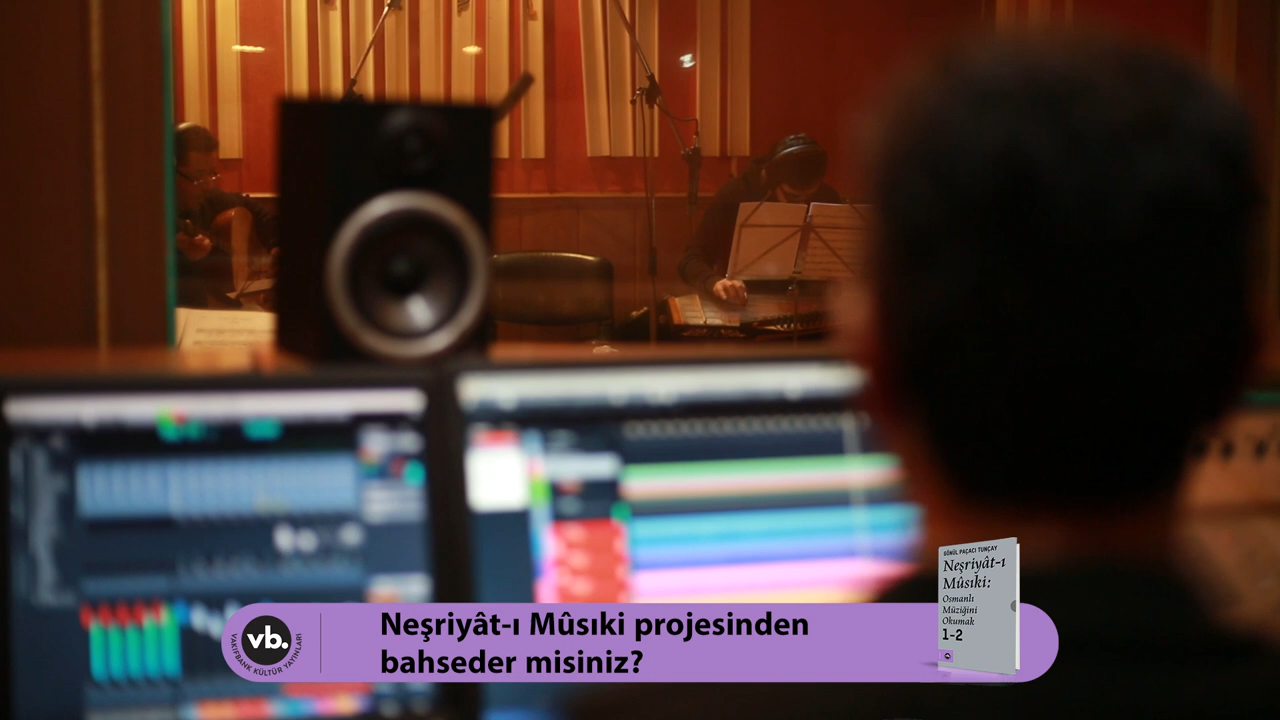 vb.
VAKIFBANK KÜLTÜR YAYINLARI
Neşriyât-ı Mûsıki projesinden
bahseder misiniz?
GÖNÜL PAÇACI TUNÇAY
Neşriyât-ı
Mûsıki:
Osmanlı
Müziğini
Okumak
1-2